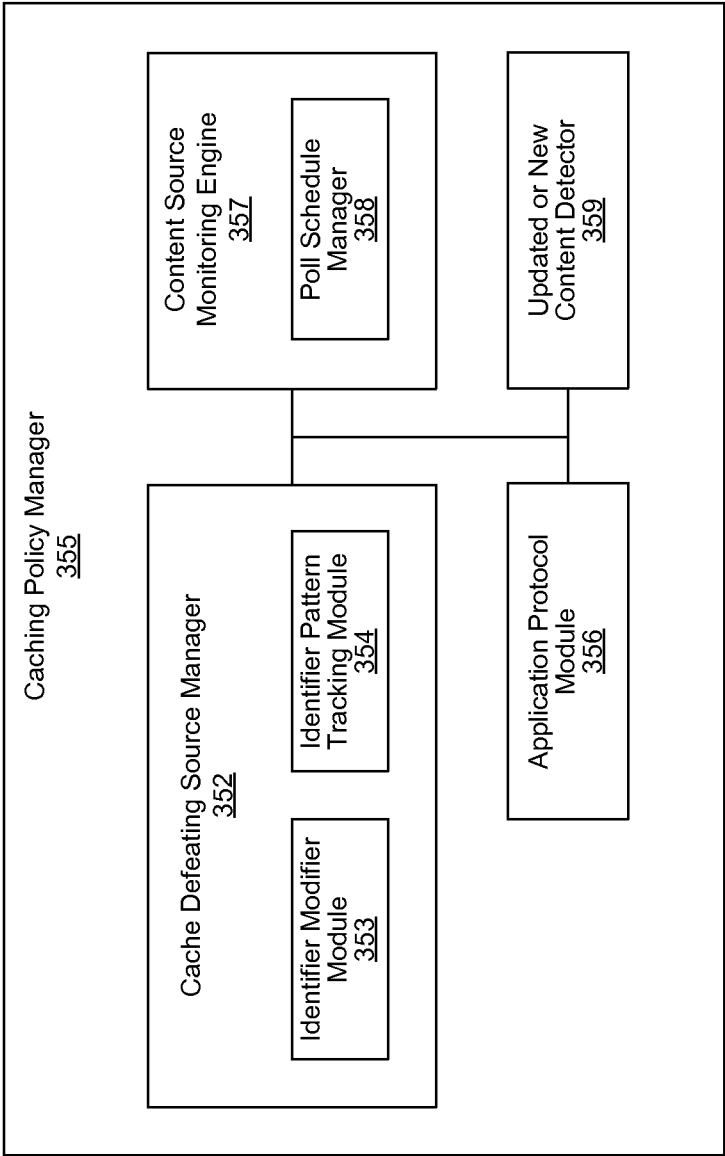 Caching Policy Manager
355
Cache Defeating Source Manager
352
Identifier Modifier
Module
353
Identifier Pattern
Tracking Module
354
Content Source
Monitoring Engine
357
Poll Schedule
Manager
358
Application Protocol
Module
356
Updated or New
Content Detector
359